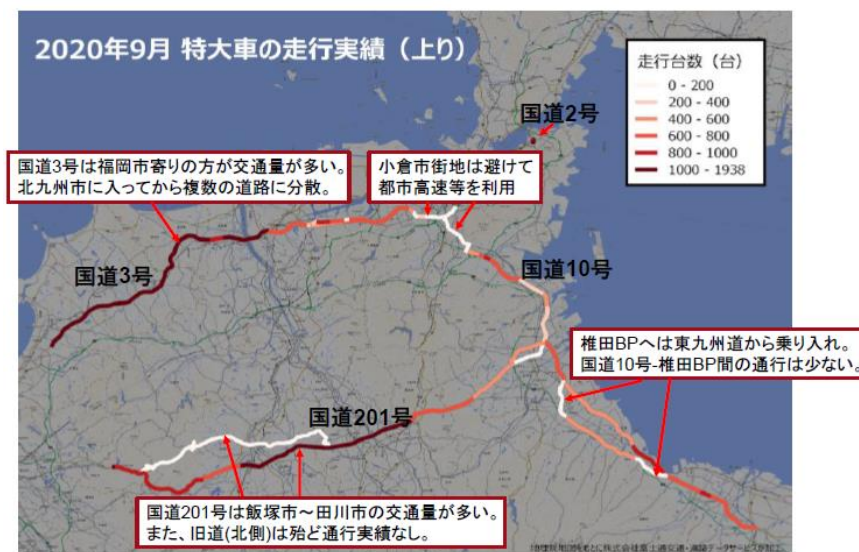 2020年9月 特大車の走行実績（上り）
走行台数（台）
0 - 200
200 - 400
400 - 600
600 - 800
800 - 1000
1000 - 1938
国道2号
国道3号は福岡市寄りの方が交通量が多い。
北九州市に入ってから複数の道路に分散。
小倉市街地は避けて
都市高速等を利用
国道3号
国道10号
椎田BPへは東九州道から乗り入れ。
国道10号-椎田BP間の通行は少ない。
国道201号
国道201号は飯塚市～田川市の交通量が多い。
また、旧道(北側)は殆ど通行実績なし。